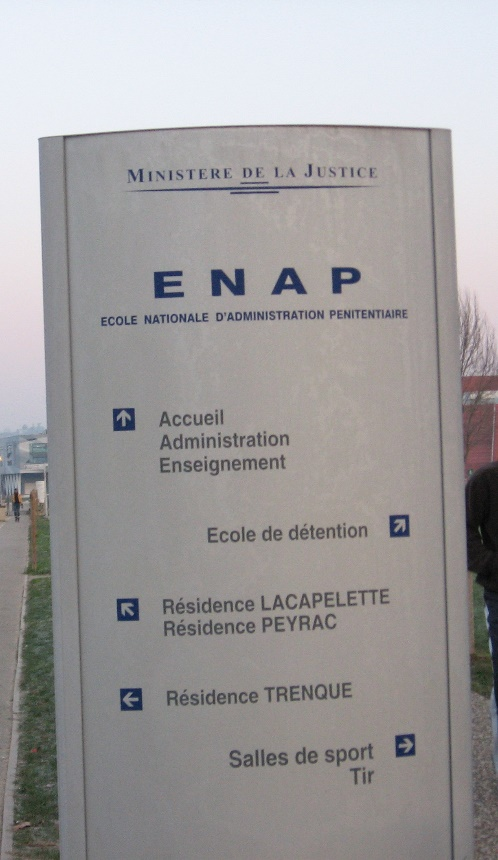 MINISTERE DE LA JUSTICE
ENAP
ECOLE NATIONALE D'ADMINISTRATION PENITENTIAIRE
Accueil
Administration
Enseignement
Ecole de détention
Résidence LACAPELETTE
Résidence PEYRAC
Résidence TRENQUE
Salles de sport
Tir